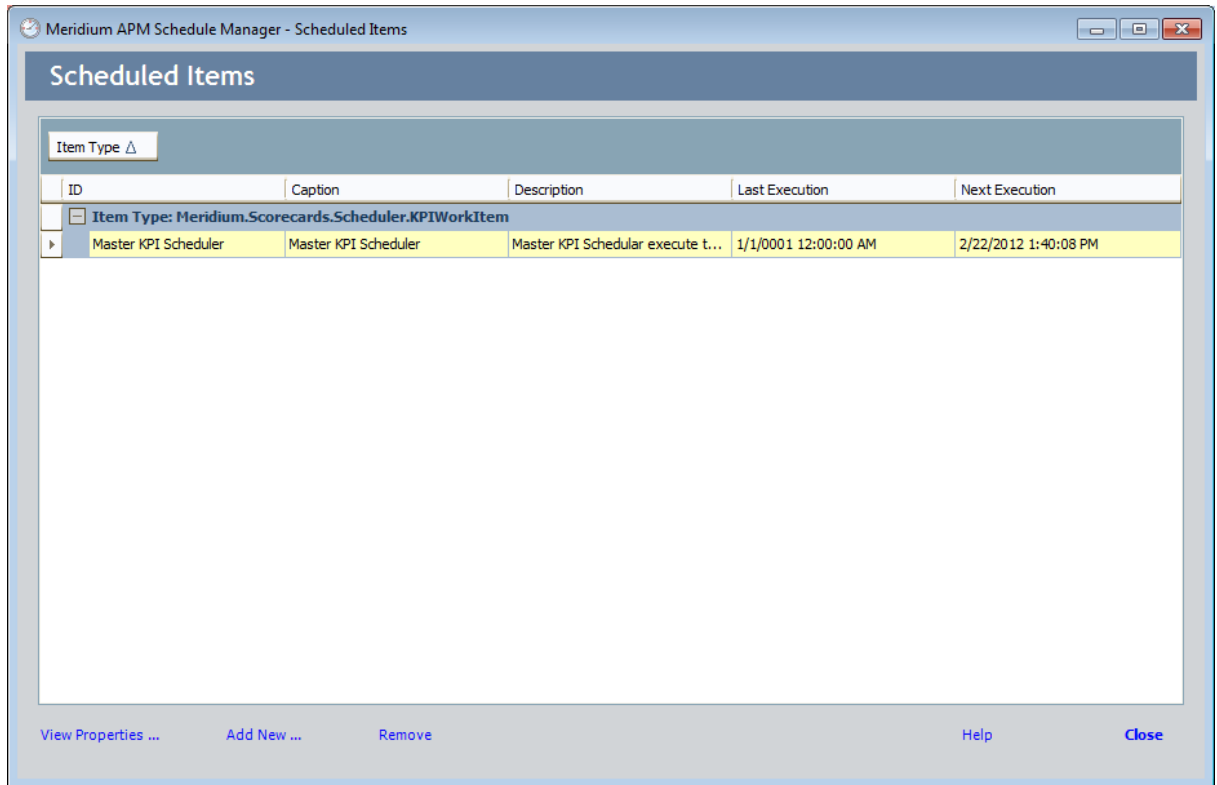 Meridium APM Schedule Manager - Scheduled Items
Scheduled Items
Item Type
ID Caption Description Last Execution Next Execution
Item Type: Meridium.Scorecards.Scheduler.KPIWorkItem
Master KPI Scheduler Master KPI Scheduler Master KPI Schedular execute t... 1/1/0001 12:00:00 AM 2/22/2012 1:40:08 PM
View Properties ... Add New ... Remove Help Close